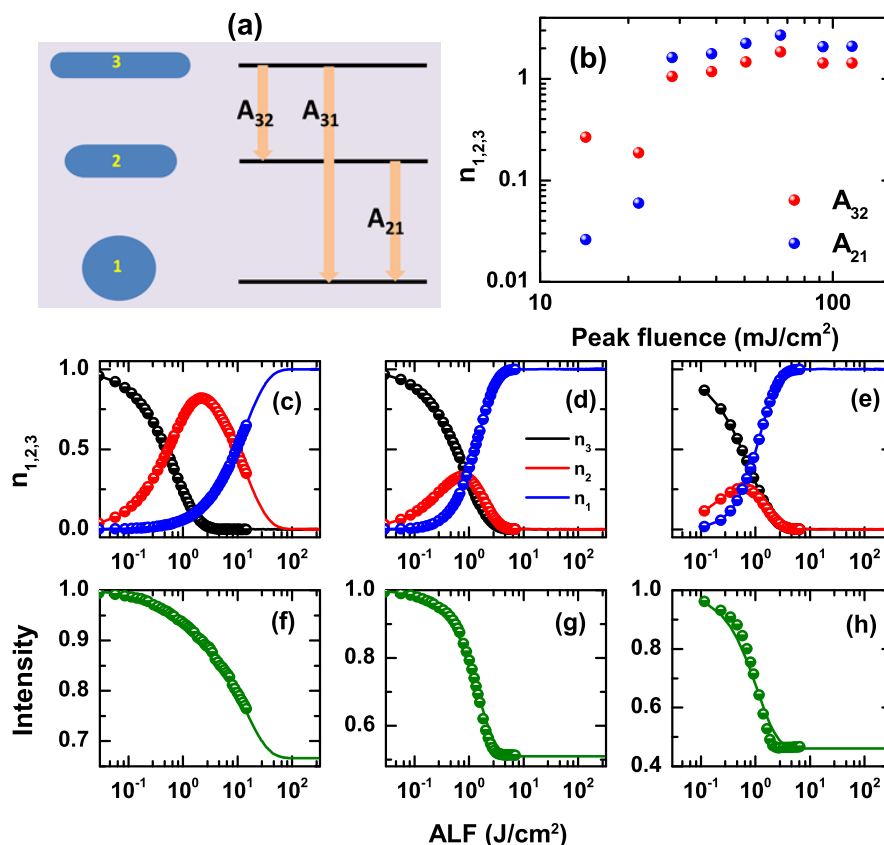 (a)
3
2
1
A₃₂
A₃₁
A₂₁
(b)
n₁,₂,₃
1
0.1
0.01
10
100
Peak fluence (mJ/cm²)
A₃₂
A₂₁
n₁,₂,₃
1.0
0.5
0.0
(c)
10⁻¹ 10⁰ 10¹ 10²
(d)
n₃
n₂
n₁
10⁻¹ 10⁰ 10¹ 10²
(e)
10⁻¹ 10⁰ 10¹ 10²
Intensity
1.0
0.9
0.8
0.7
(f)
10⁻¹ 10⁰ 10¹ 10²
1.0
0.8
0.6
(g)
10⁻¹ 10⁰ 10¹ 10²
1.0
0.8
0.6
0.4
(h)
10⁻¹ 10⁰ 10¹ 10²
ALF (J/cm²)